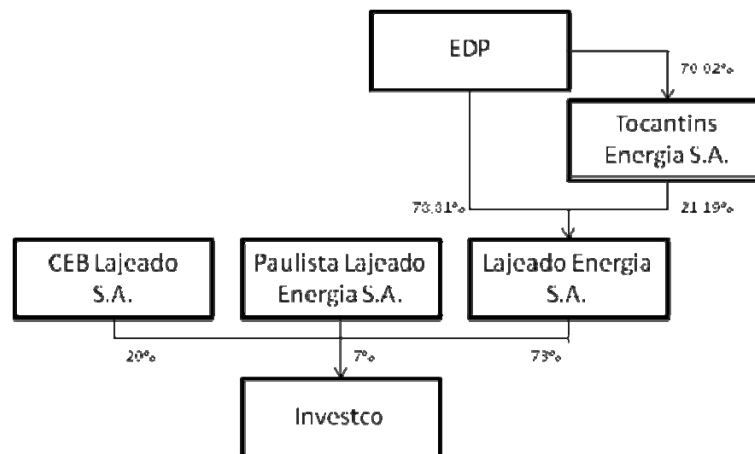 EDP
70.02%
Tocantins
Energia S.A.
78.81%
21.19%
CEB Lajeado
S.A.
Paulista Lajeado
Energia S.A.
Lajeado Energia
S.A.
20%
7%
73%
Investco